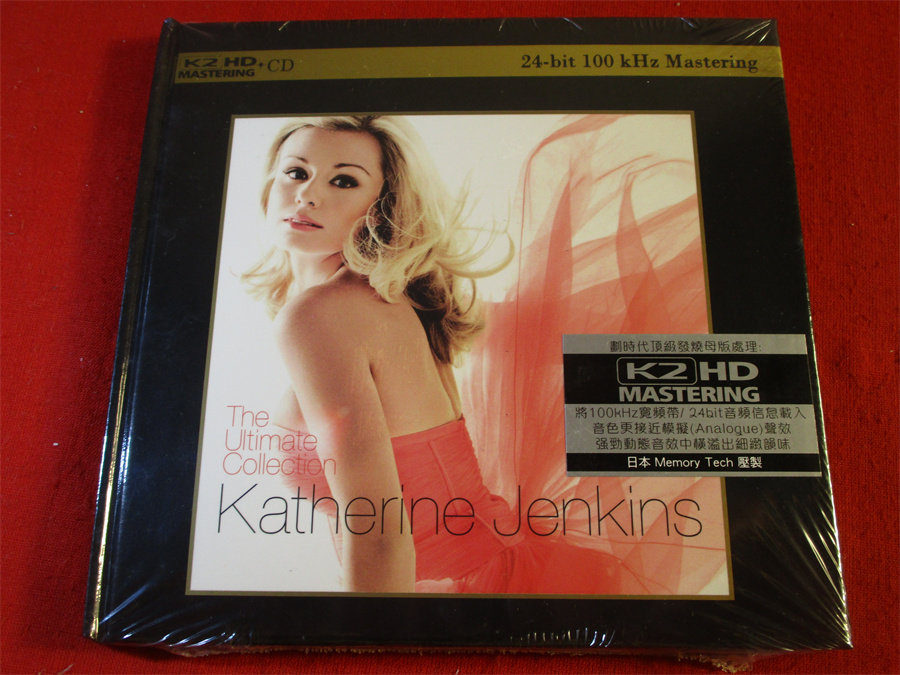 K2 HD MASTERING + CD
24-bit 100 kHz Mastering
The
Ultimate
Collection
Katherine Jenkins
劃時代頂級發燒母版處理:
K2 HD
MASTERING
將100kHz寬頻帶/ 24bit音頻信息載入
音色更接近模擬(Analogue)聲效
强勁動態音效中橫溢出細緻韻味
日本 Memory Tech 壓製